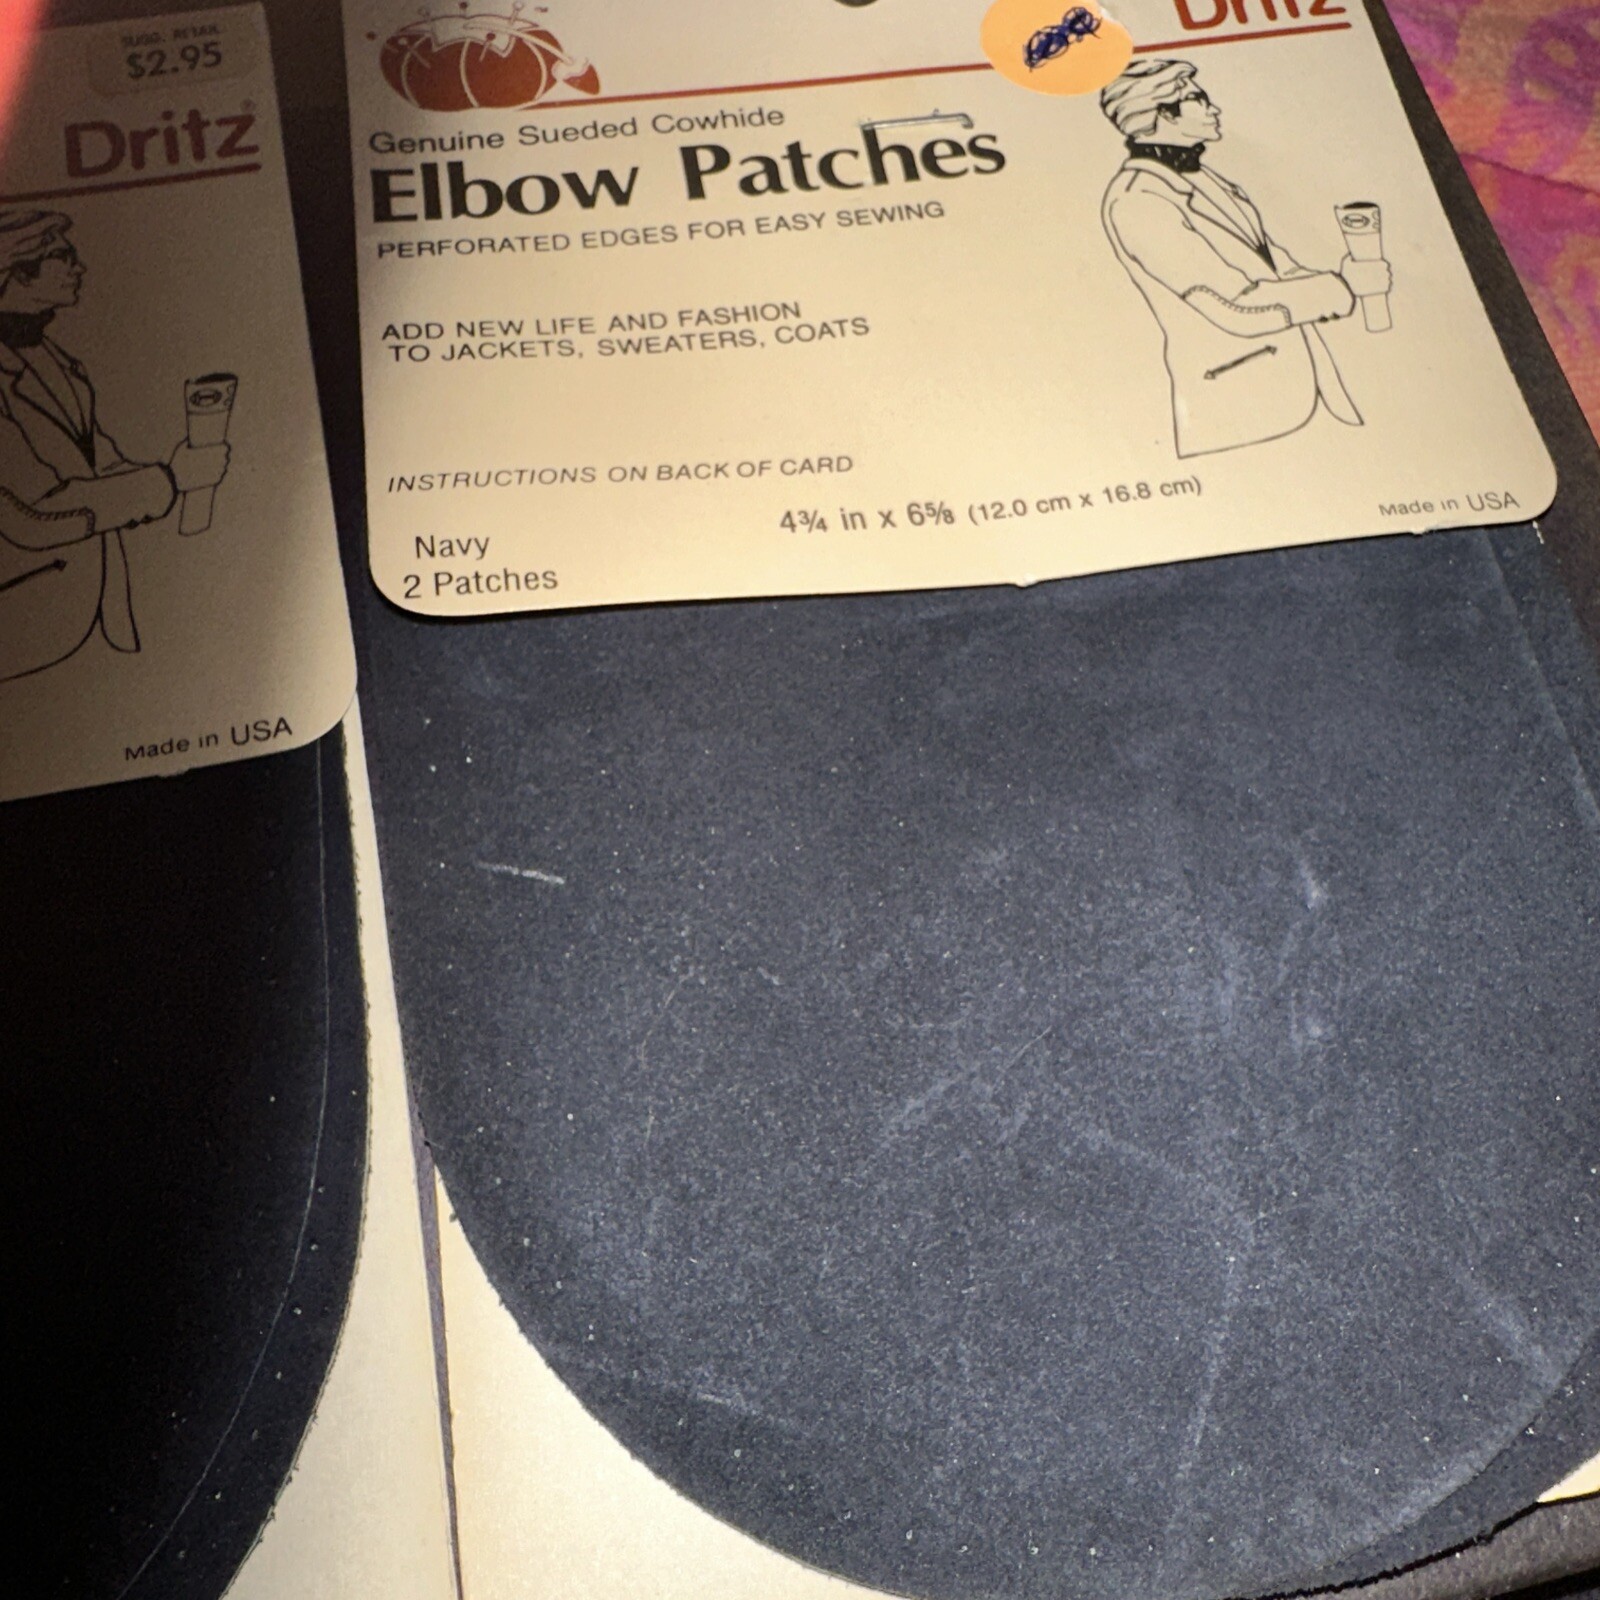 SUGG. RETAIL
$2.95
Dritz®
Made in USA
Dritz
Genuine Sueded Cowhide
Elbow Patches
PERFORATED EDGES FOR EASY SEWING
ADD NEW LIFE AND FASHION
TO JACKETS, SWEATERS, COATS
INSTRUCTIONS ON BACK OF CARD
4¾ in x 6⅝ (12.0 cm x 16.8 cm)
Made in USA
Navy
2 Patches